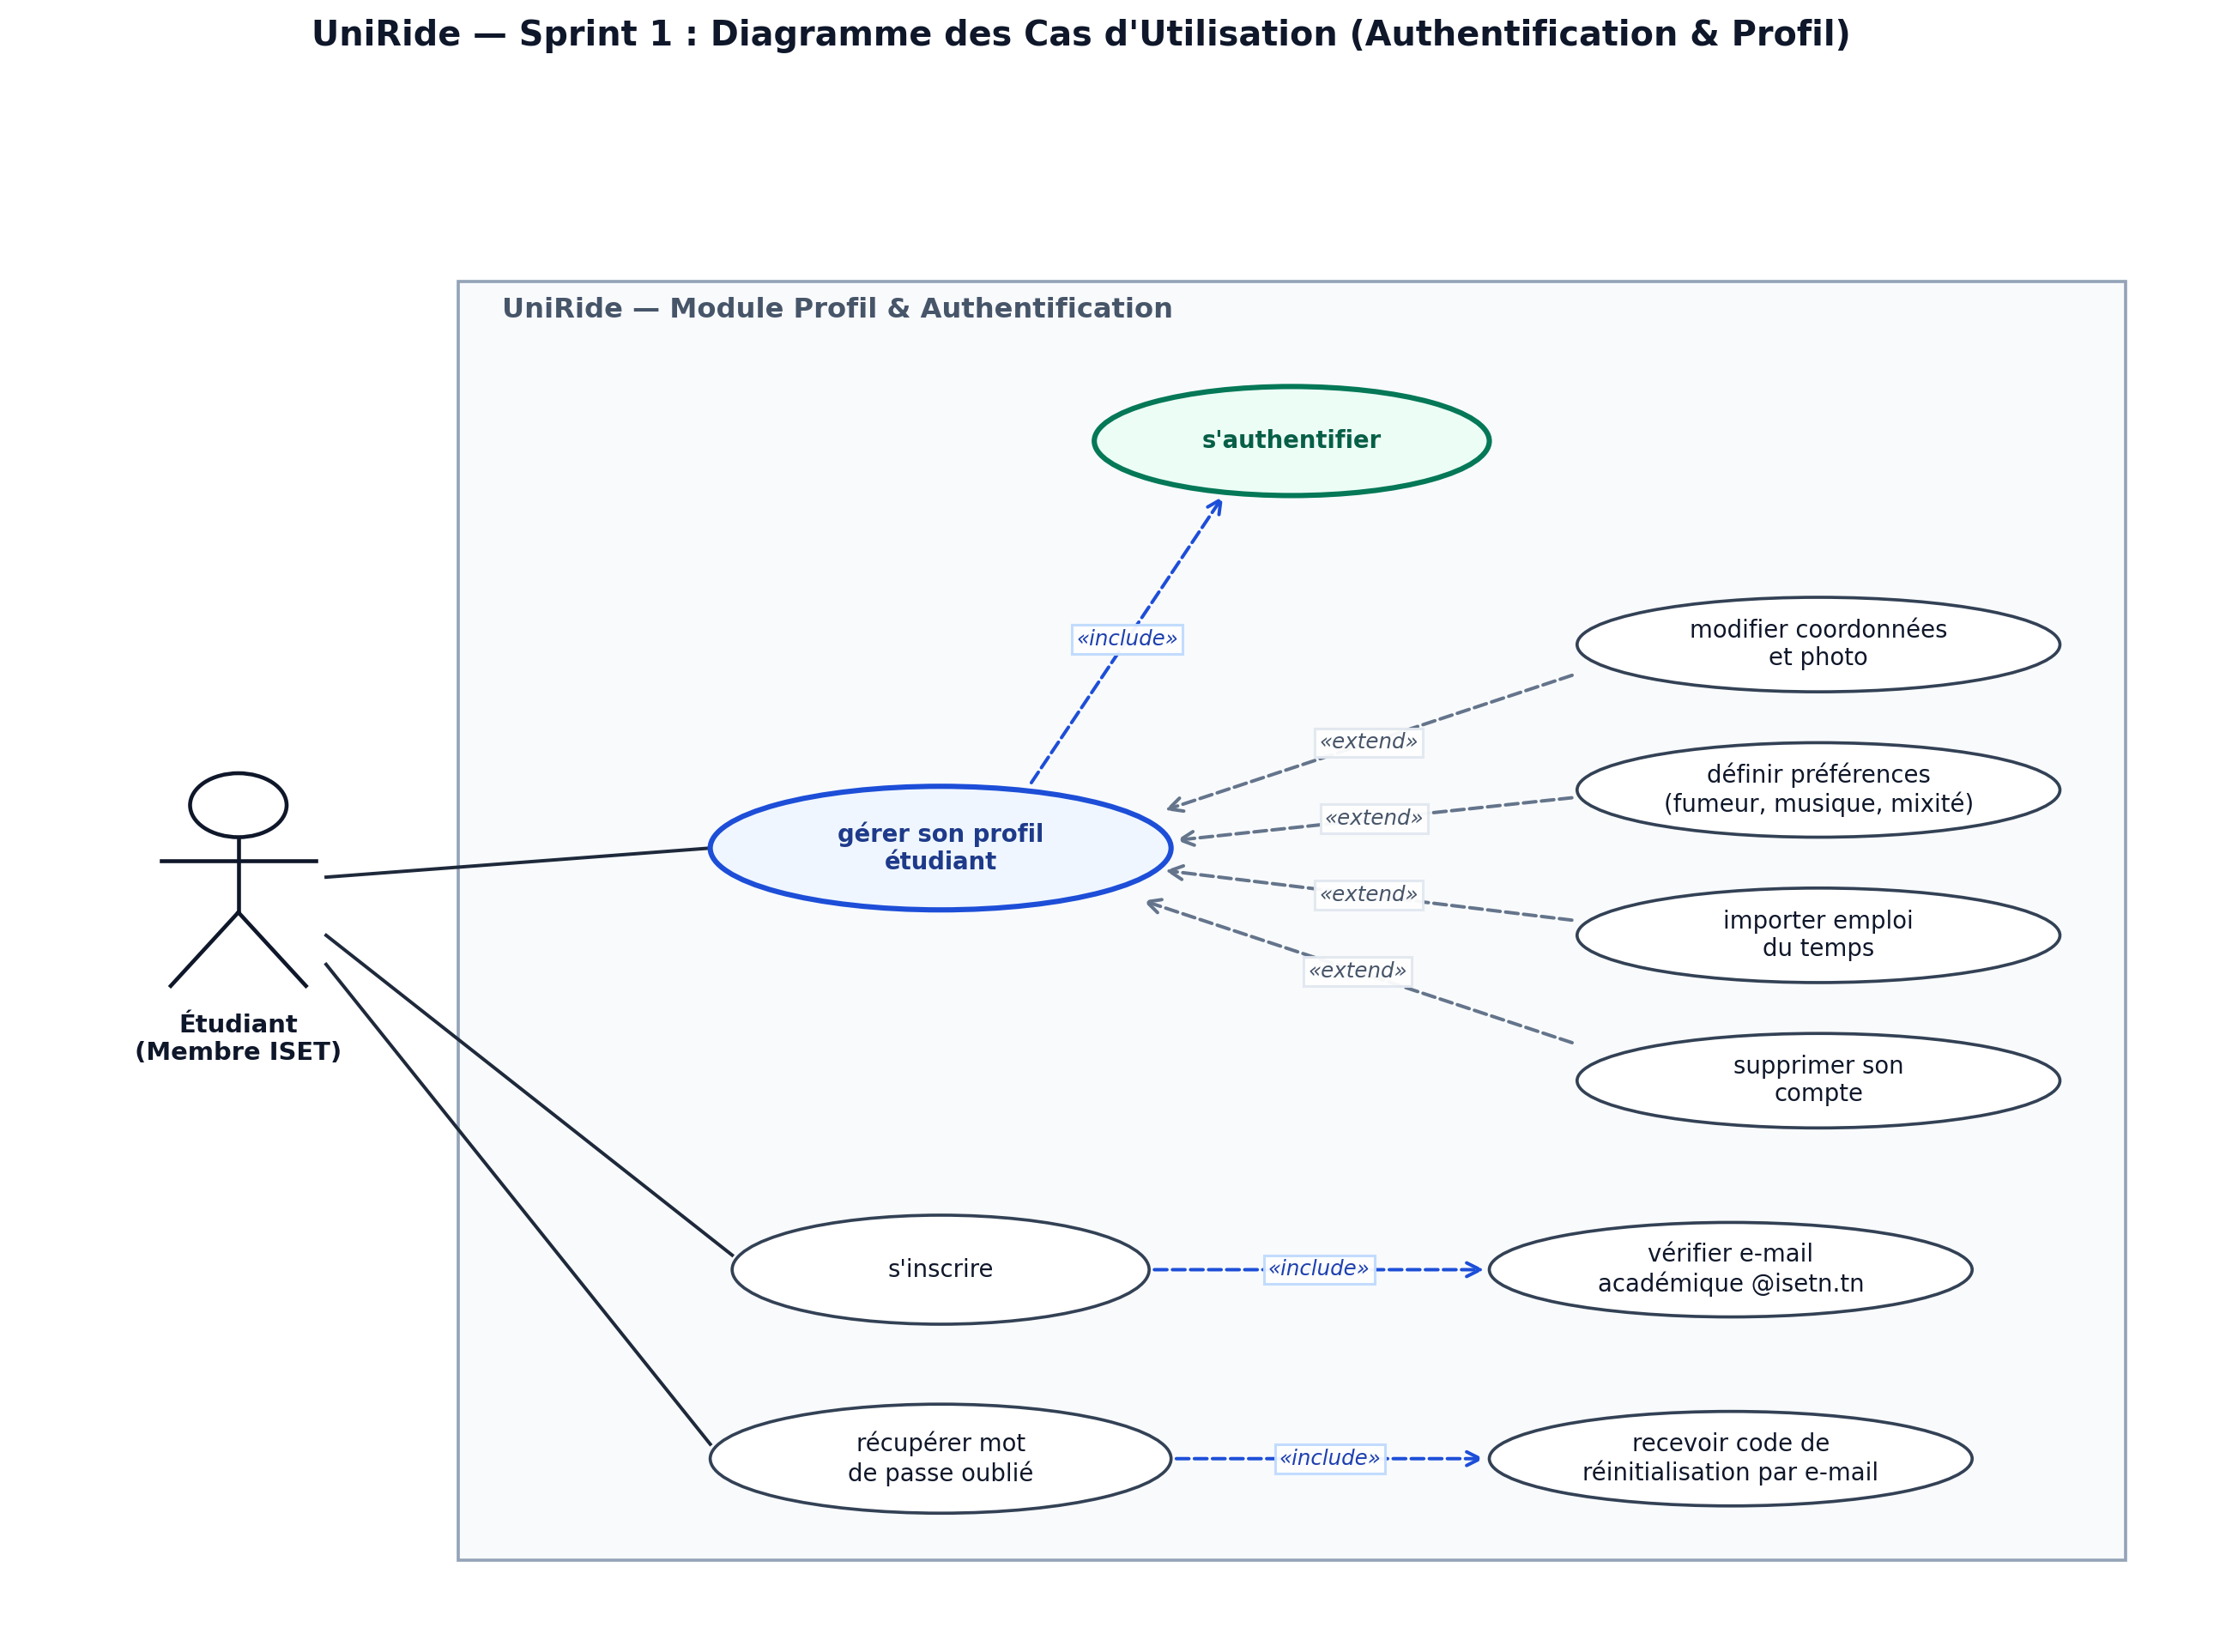 UniRide — Sprint 1 : Diagramme des Cas d'Utilisation (Authentification & Profil)
UniRide — Module Profil & Authentification
s'authentifier
«include»
modifier coordonnées
et photo
«extend»
définir préférences
(fumeur, musique, mixité)
«extend»
gérer son profil
étudiant
«extend»
importer emploi
du temps
«extend»
Étudiant
(Membre ISET)
supprimer son
compte
s'inscrire
«include»
vérifier e-mail
académique @isetn.tn
récupérer mot
de passe oublié
«include»
recevoir code de
réinitialisation par e-mail